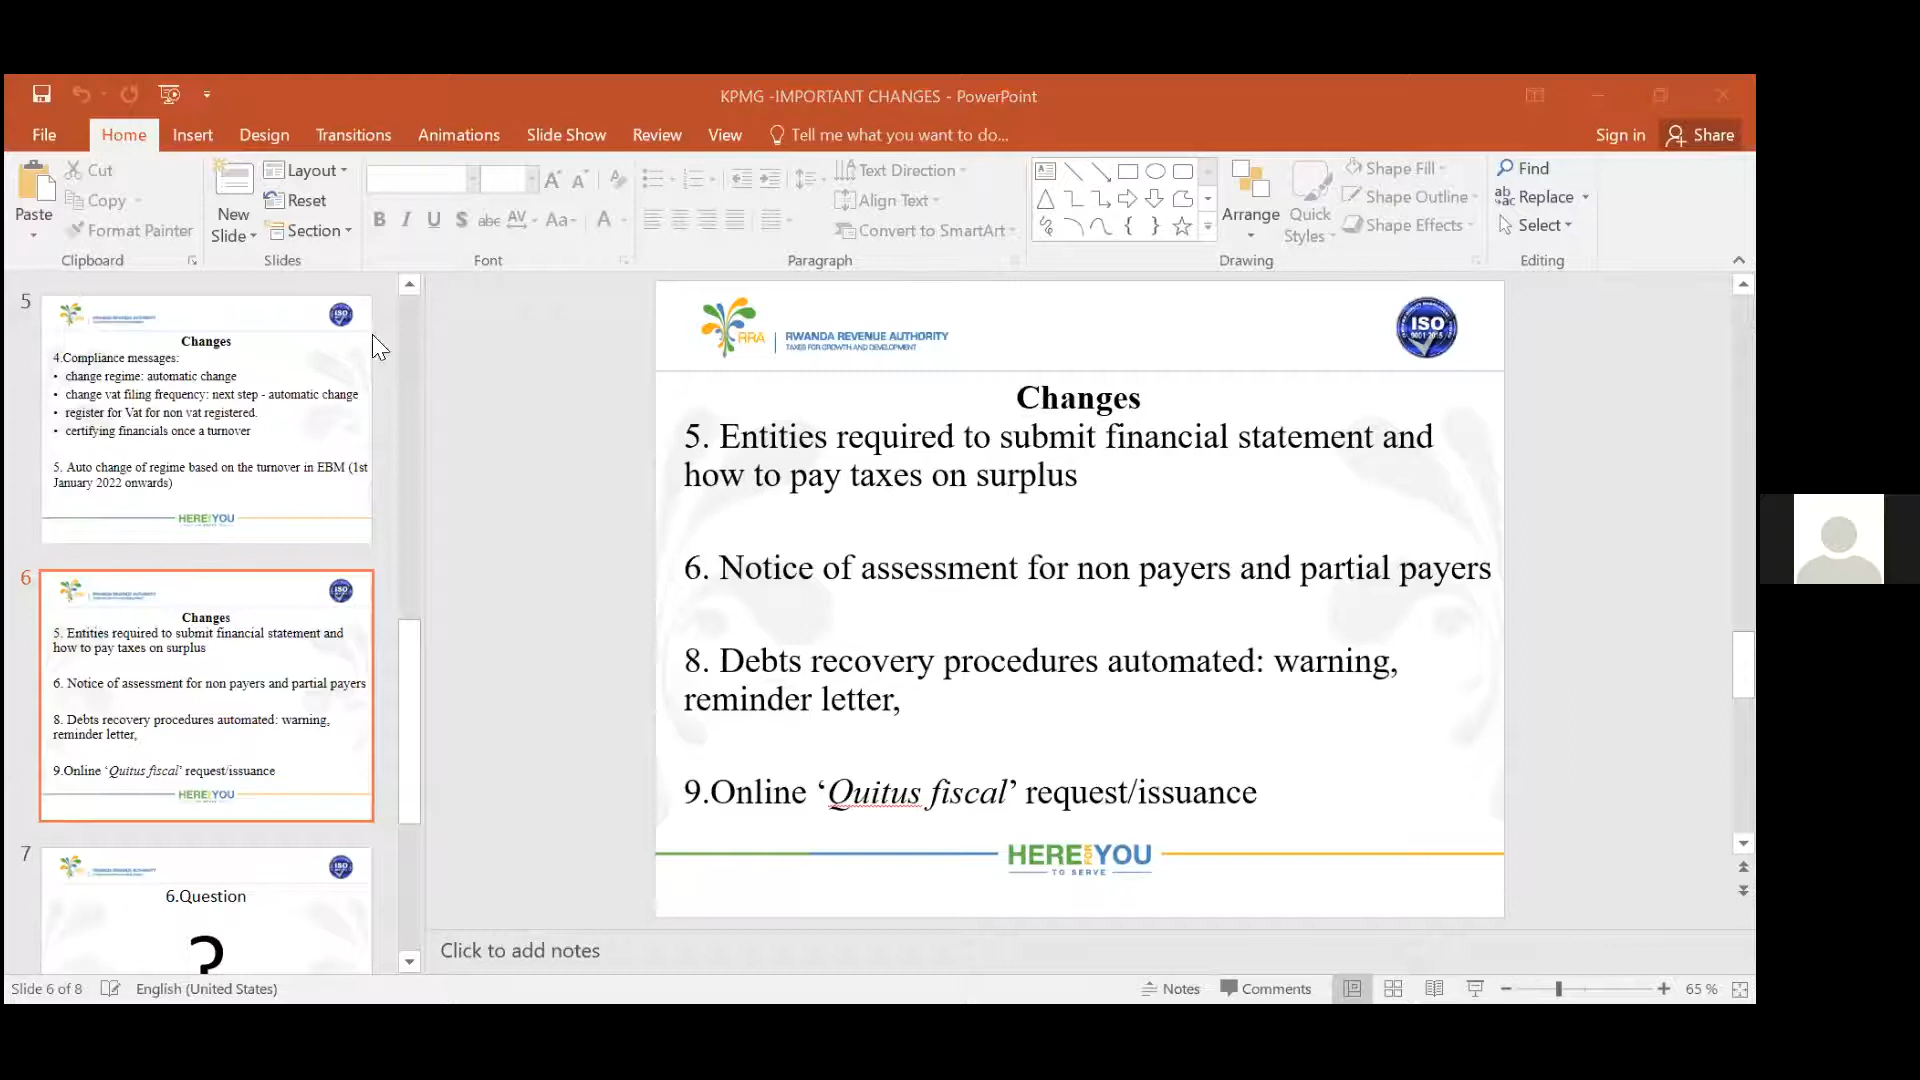 KPMG -IMPORTANT CHANGES - PowerPoint
File Home Insert Design Transitions Animations Slide Show Review View Tell me what you want to do... Sign in Share
Cut
Copy
Format Painter
Paste
Clipboard
New Slide
Layout
Reset
Section
Slides
B I U S abc AV Aa A
Font
Text Direction
Align Text
Convert to SmartArt
Paragraph
Arrange
Quick Styles
Shape Fill
Shape Outline
Shape Effects
Drawing
Find
Replace
Select
Editing
5
ISO
Changes
4.Compliance messages:
• change regime: automatic change
• change vat filing frequency: next step - automatic change
• register for Vat for non vat registered.
• certifying financials once a turnover
5. Auto change of regime based on the turnover in EBM (1st
January 2022 onwards)
HERE FOR YOU
6
ISO
Changes
5. Entities required to submit financial statement and
how to pay taxes on surplus
6. Notice of assessment for non payers and partial payers
8. Debts recovery procedures automated: warning,
reminder letter,
9.Online ‘Quitus fiscal’ request/issuance
HERE FOR YOU
7
ISO
6.Question
?
RRA
RWANDA REVENUE AUTHORITY
TAXES FOR GROWTH AND DEVELOPMENT
ISO
9001:2015
Changes
5. Entities required to submit financial statement and
how to pay taxes on surplus
6. Notice of assessment for non payers and partial payers
8. Debts recovery procedures automated: warning,
reminder letter,
9.Online ‘Quitus fiscal’ request/issuance
HERE FOR YOU
TO SERVE
Click to add notes
Slide 6 of 8 English (United States) Notes Comments 65 %